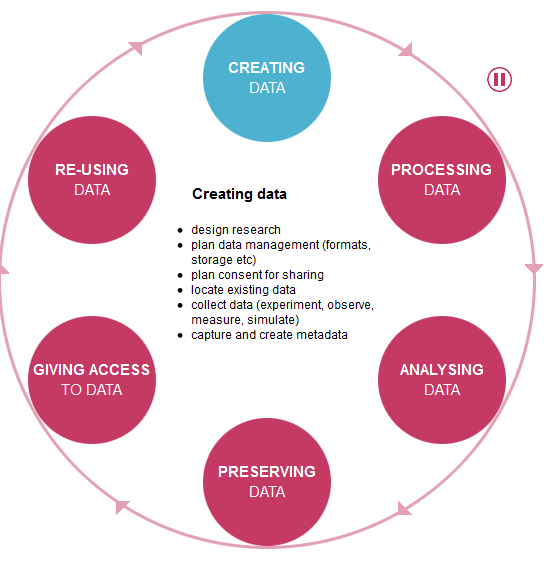 CREATING
DATA
PROCESSING
DATA
RE-USING
DATA
Creating data
• design research
• plan data management (formats,
storage etc)
• plan consent for sharing
• locate existing data
• collect data (experiment, observe,
measure, simulate)
• capture and create metadata
GIVING ACCESS
TO DATA
ANALYSING
DATA
PRESERVING
DATA